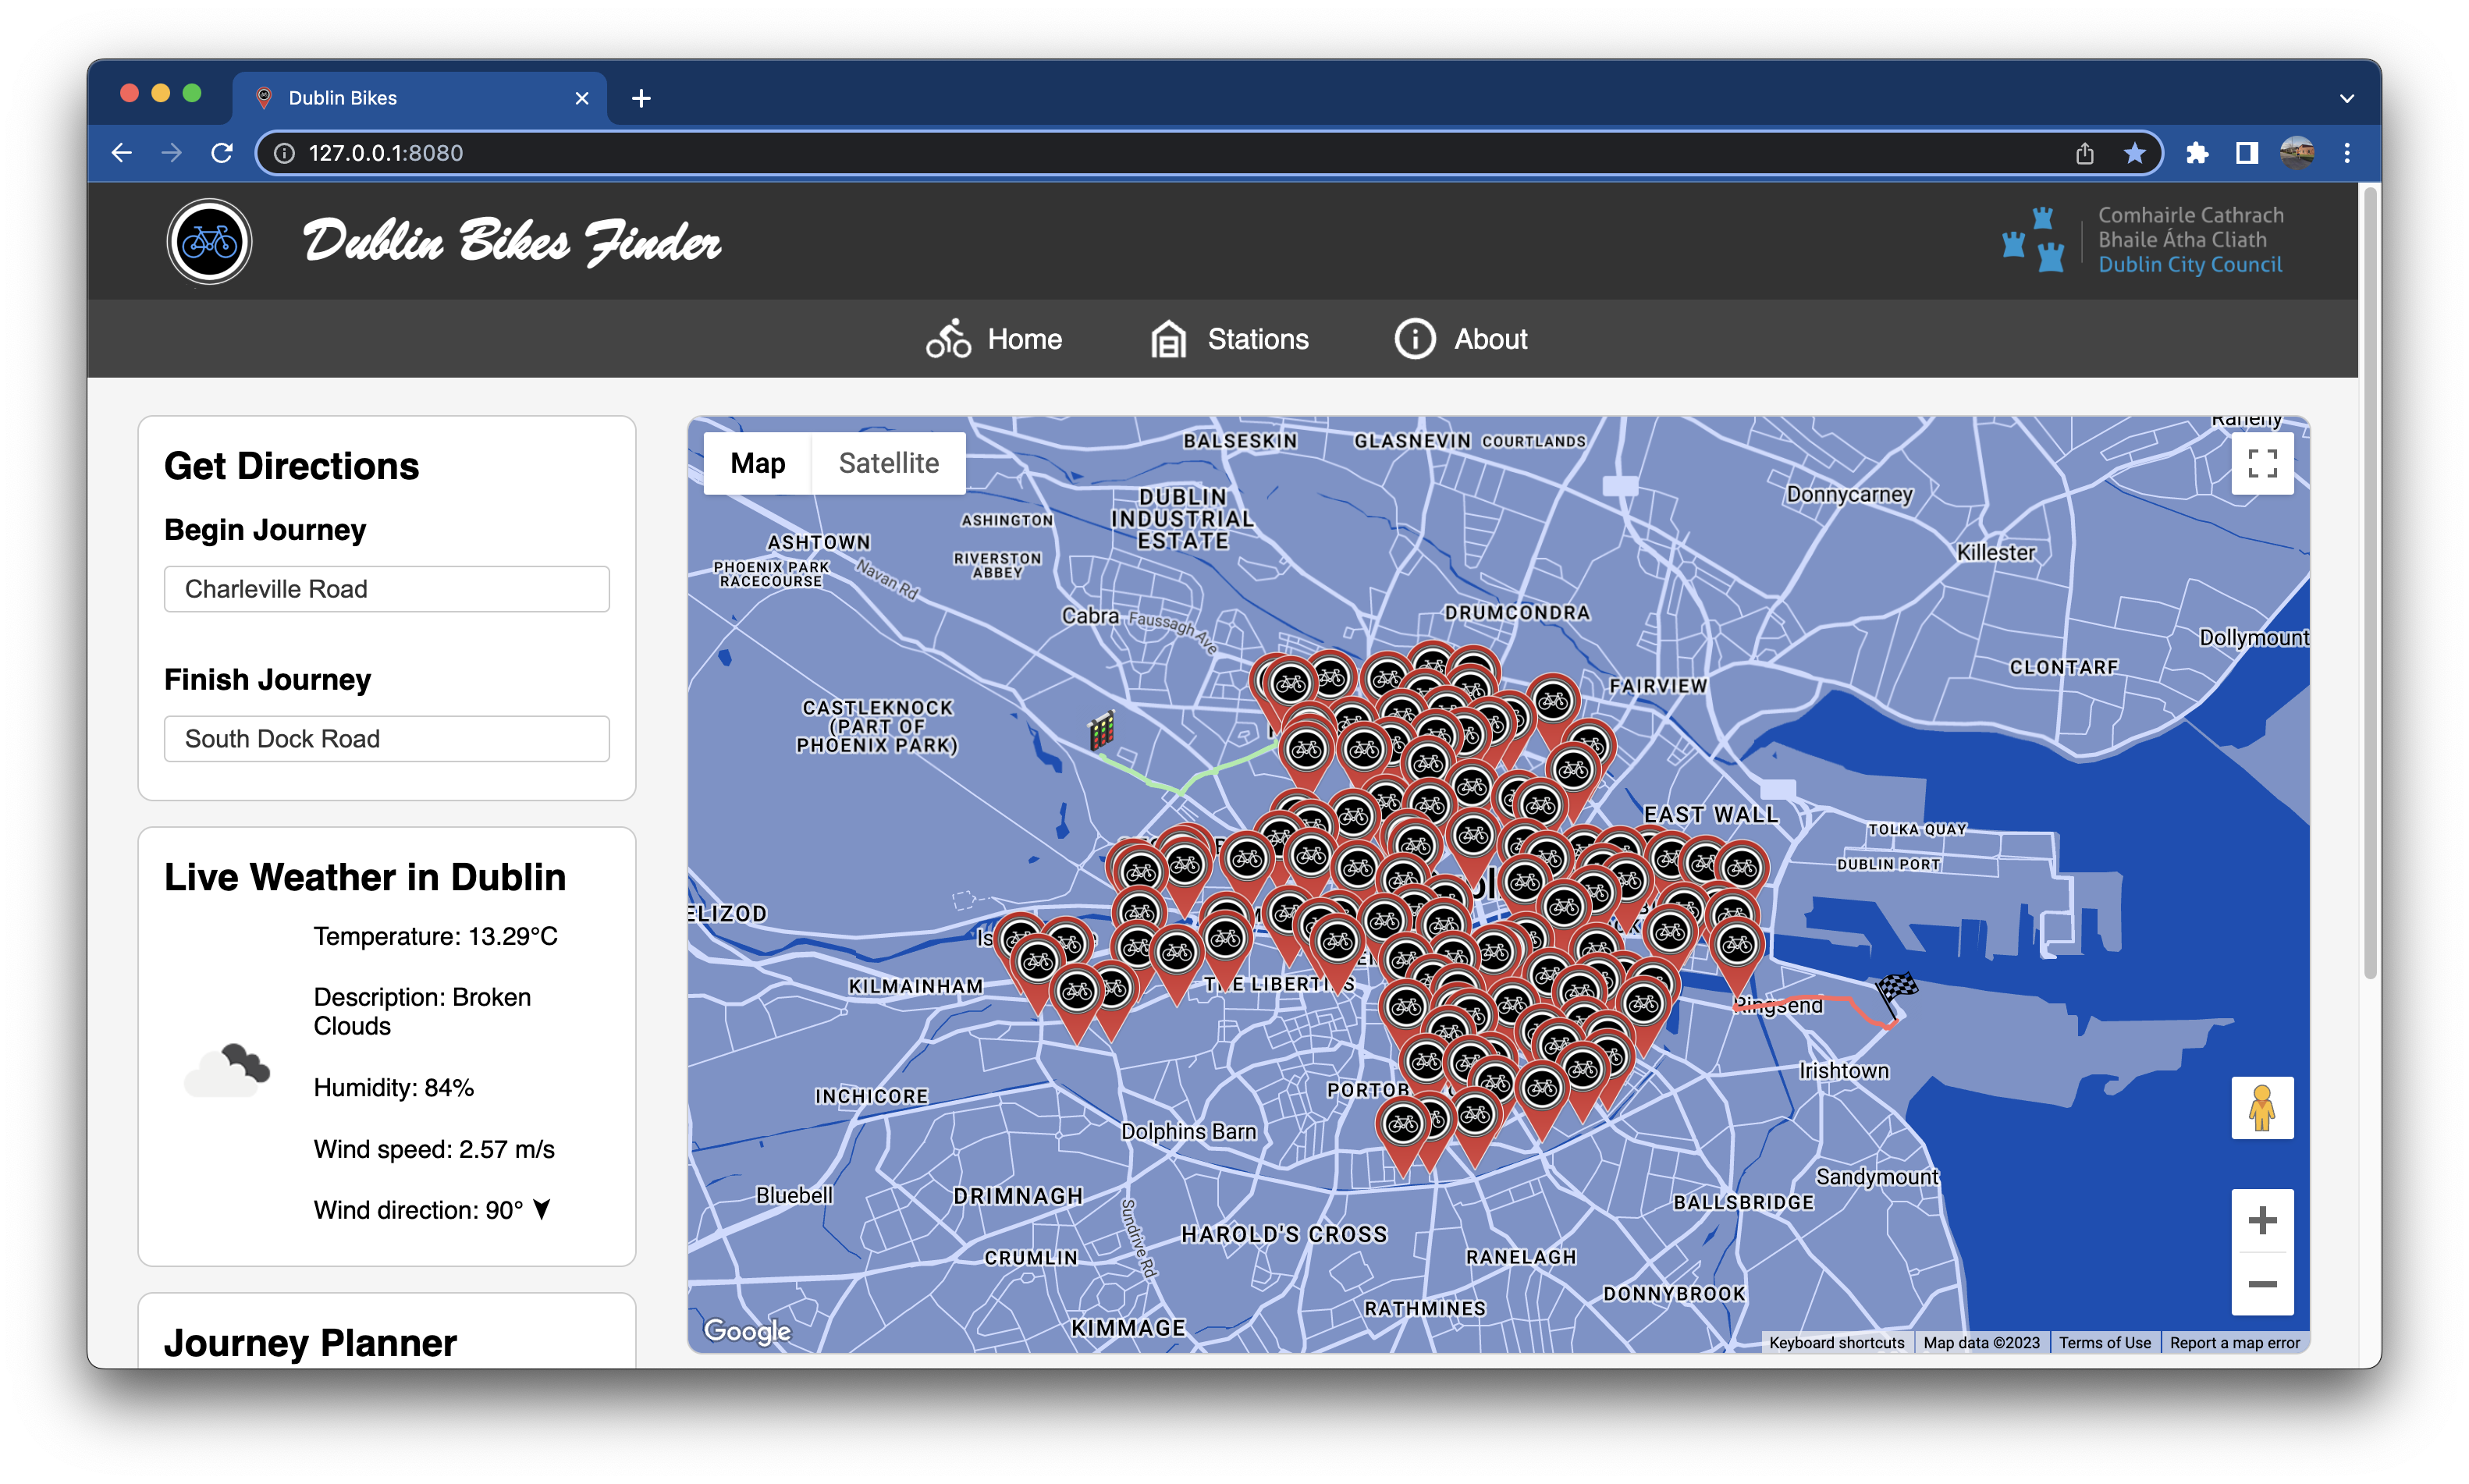 Dublin Bikes
127.0.0.1:8080
Dublin Bikes Finder
Comhairle Cathrach
Bhaile Átha Cliath
Dublin City Council
Home
Stations
About
Get Directions
Begin Journey
Charleville Road
Finish Journey
South Dock Road
Live Weather in Dublin
Temperature: 13.29°C
Description: Broken
Clouds
Humidity: 84%
Wind speed: 2.57 m/s
Wind direction: 90°
Journey Planner
Map
Satellite
BALSESKIN
GLASNEVIN
COURTLANDS
Raheny
DUBLIN
INDUSTRIAL
ESTATE
Donnycarney
ASHINGTON
ASHTOWN
RIVERSTON
ABBEY
Killester
PHOENIX PARK
RACECOURSE
Navan Rd
Cabra
Faussagh Ave
DRUMCONDRA
Dollymount
CLONTARF
FAIRVIEW
CASTLEKNOCK
(PART OF
PHOENIX PARK)
EAST WALL
TOLKA QUAY
DUBLIN PORT
ELIZOD
KILMAINHAM
THE LIBERTIES
Ringsend
Irishtown
INCHICORE
Dolphins Barn
Sandymount
Bluebell
DRIMNAGH
Sundrive Rd
BALLSBRIDGE
HAROLD'S CROSS
CRUMLIN
RANELAGH
DONNYBROOK
RATHMINES
KIMMAGE
Google
Keyboard shortcuts
Map data ©2023
Terms of Use
Report a map error